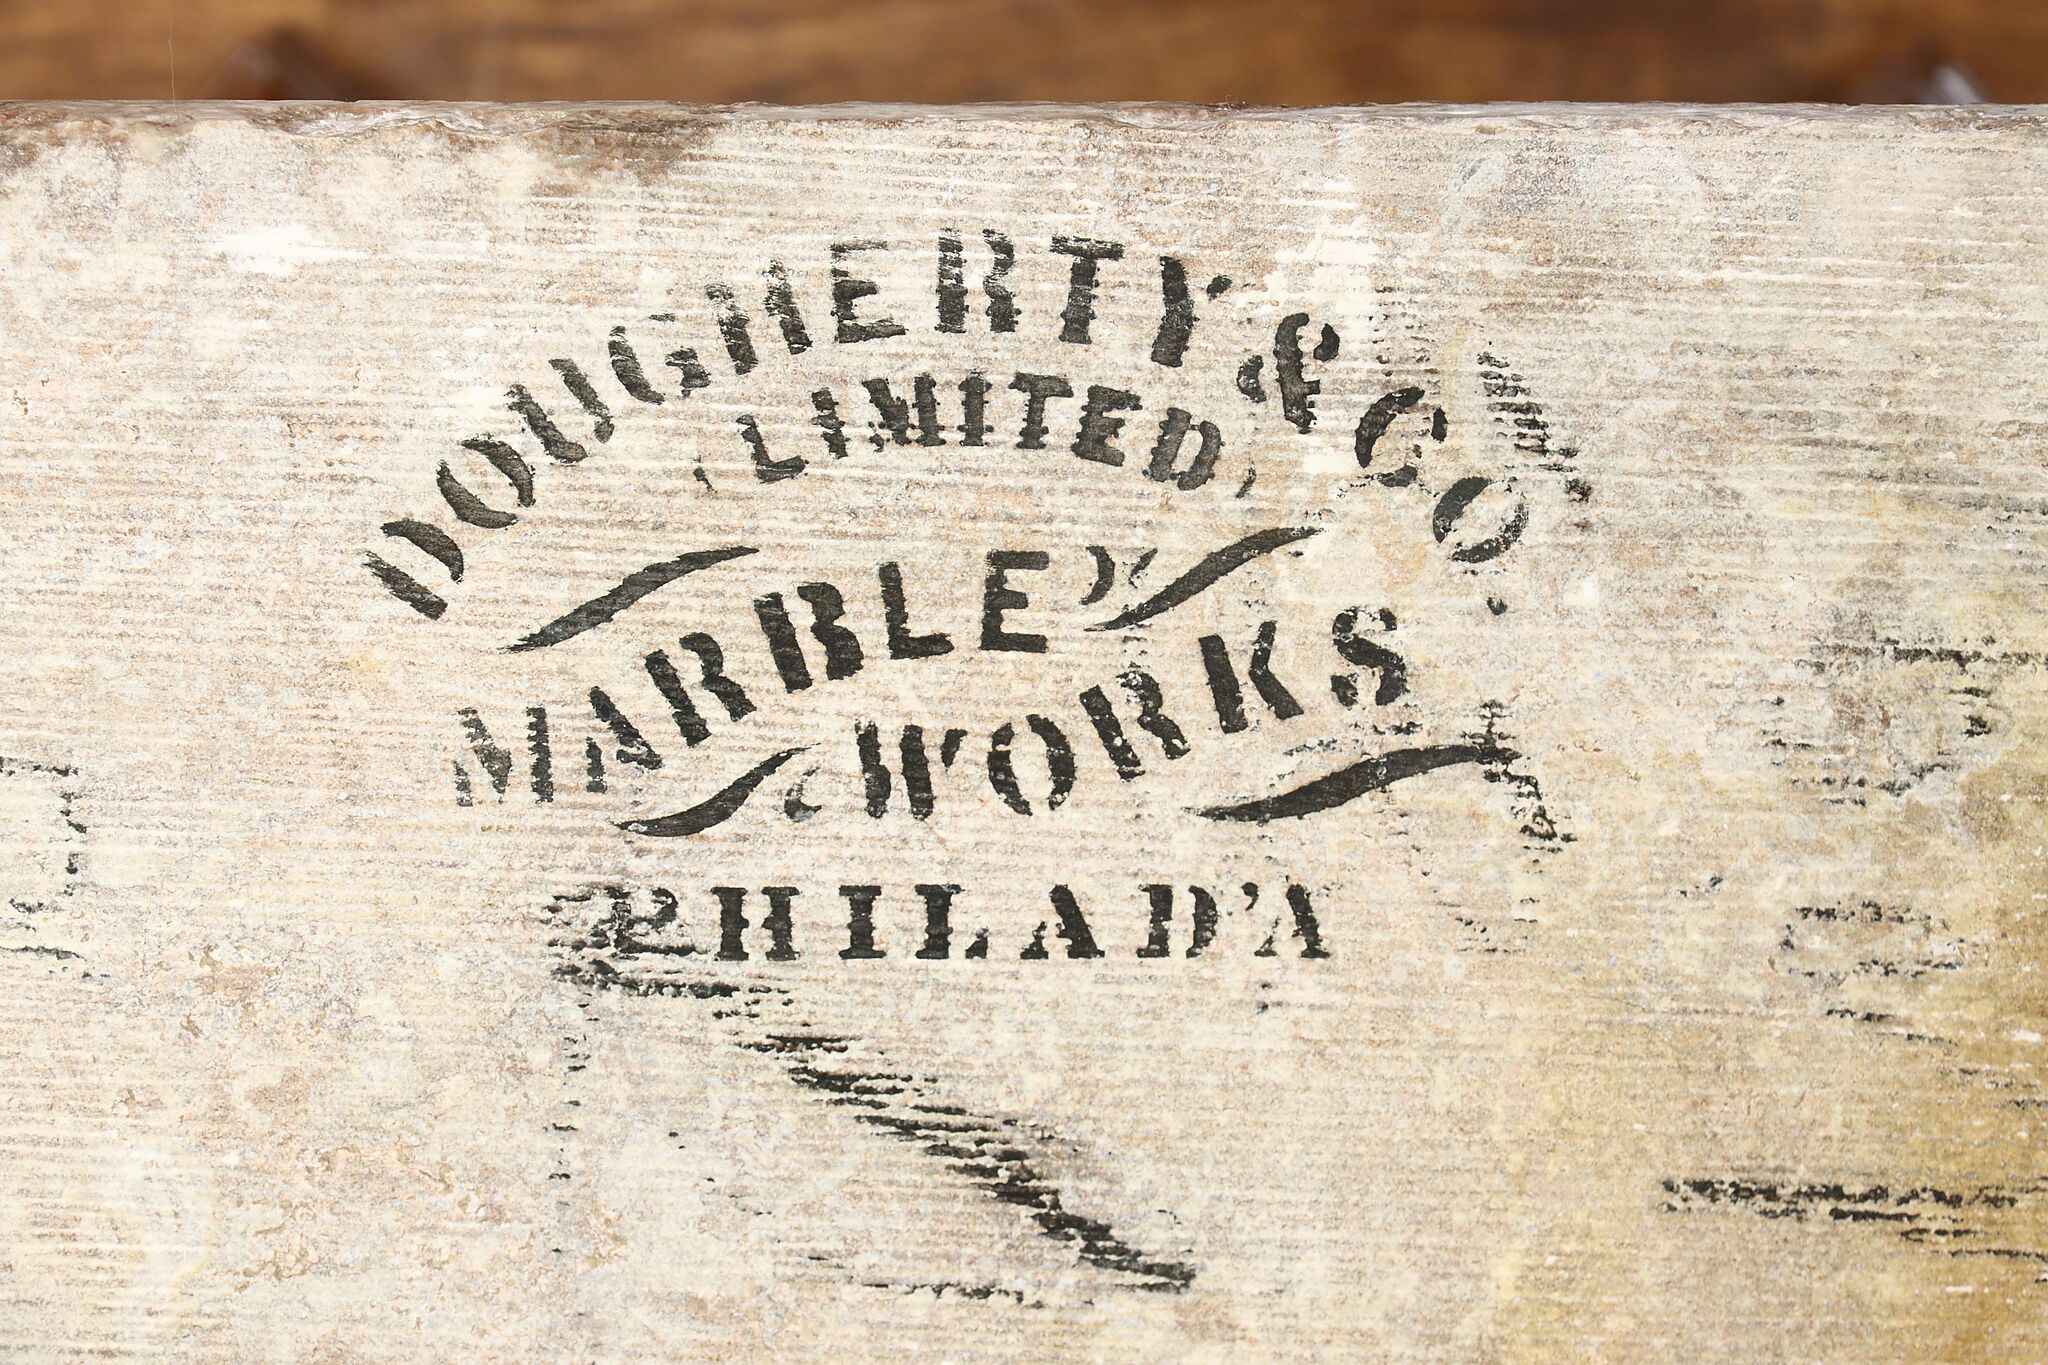 DOUGHERTY & CO.
(LIMITED)
MARBLE
WORKS
PHILAD'A